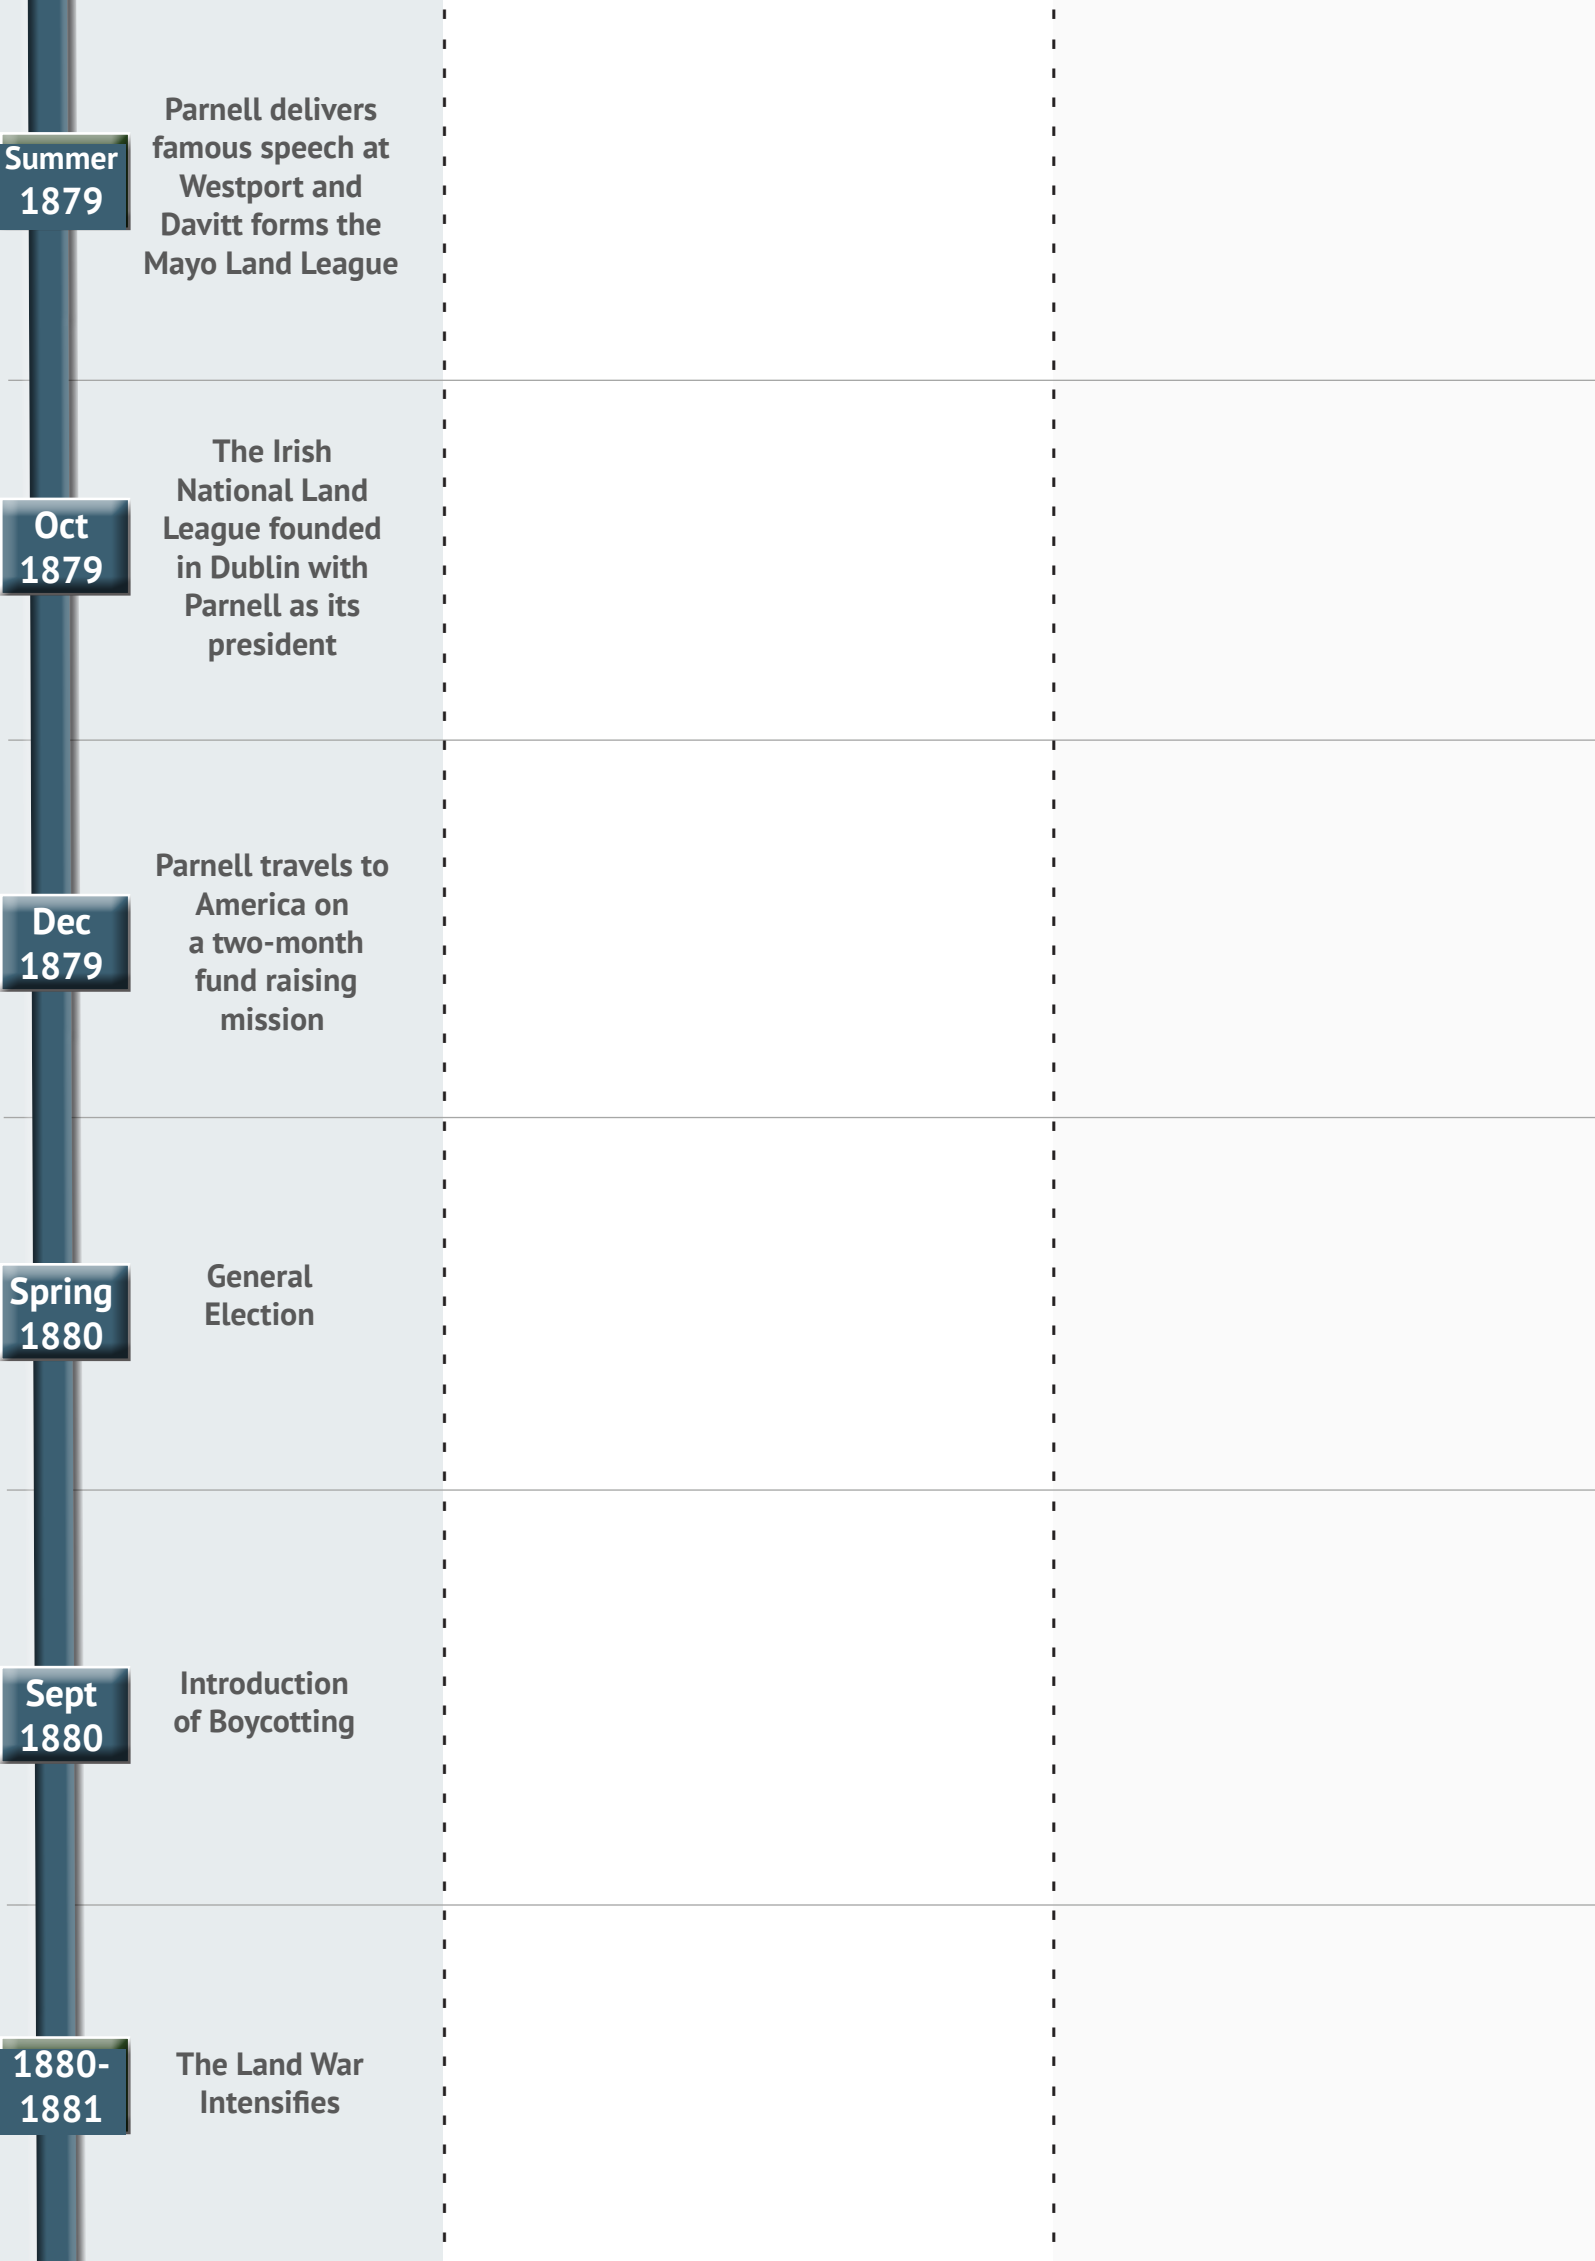 Summer
1879
Parnell delivers
famous speech at
Westport and
Davitt forms the
Mayo Land League
Oct
1879
The Irish
National Land
League founded
in Dublin with
Parnell as its
president
Dec
1879
Parnell travels to
America on
a two-month
fund raising
mission
Spring
1880
General
Election
Sept
1880
Introduction
of Boycotting
1880-
1881
The Land War
Intensifies